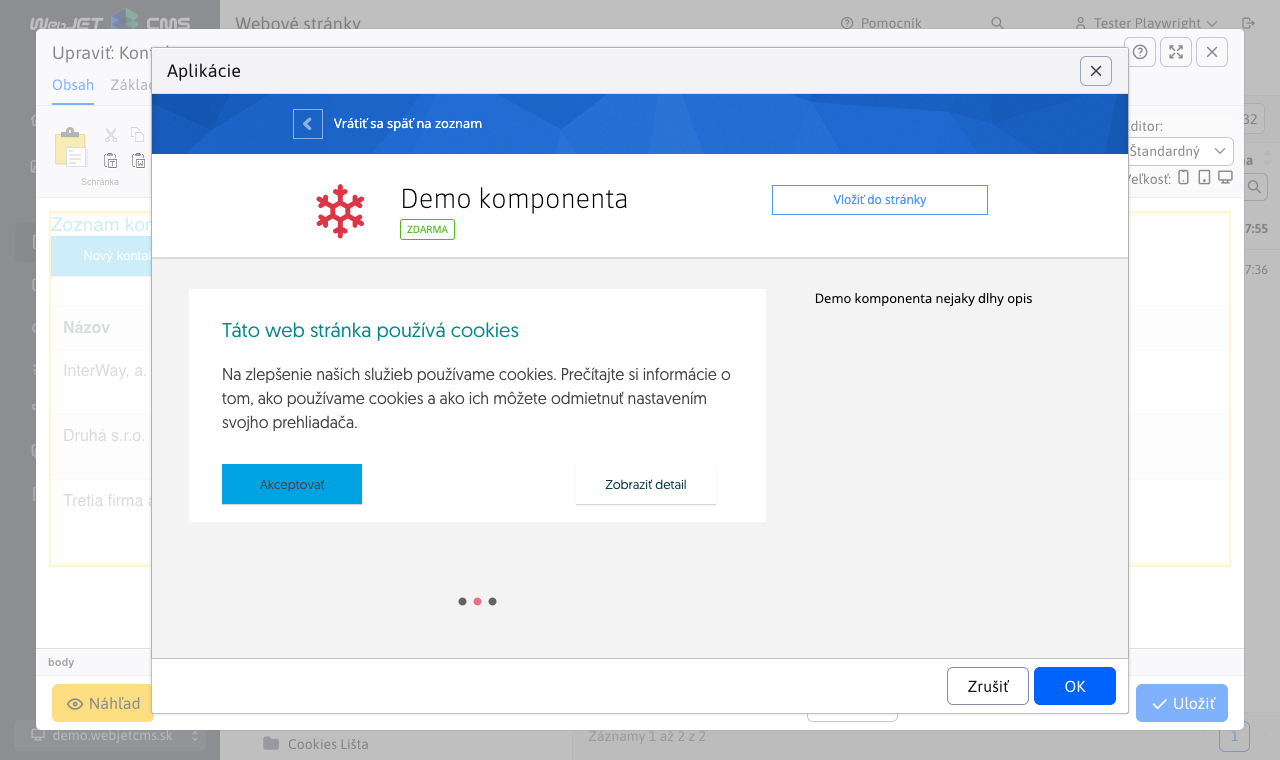 WebJET CMS
Webové stránky
Pomocník
Tester Playwright
Upraviť:
Aplikácie
Obsah
Vrátiť sa späť na zoznam
Schránka
Editor:
Štandardný
Veľkosť:
32
Demo komponenta
ZDARMA
Vložiť do stránky
Zoznam
Nový
7:55
7:36
Demo komponenta nejaky dlhy opis
Názov
InterWay, a.
Druhá s.r.o.
Tretia firma
Táto web stránka používá cookies
Na zlepšenie našich služieb používame cookies. Prečítajte si informácie o
tom, ako používame cookies a ako ich môžete odmietnuť nastavením
svojho prehliadača.
Akceptovať
Zobraziť detail
body
Zrušiť
OK
Náhľad
Uložiť
demo.webjetcms.sk
Cookies Lišta
Záznamy 1 až 2 z 2
1